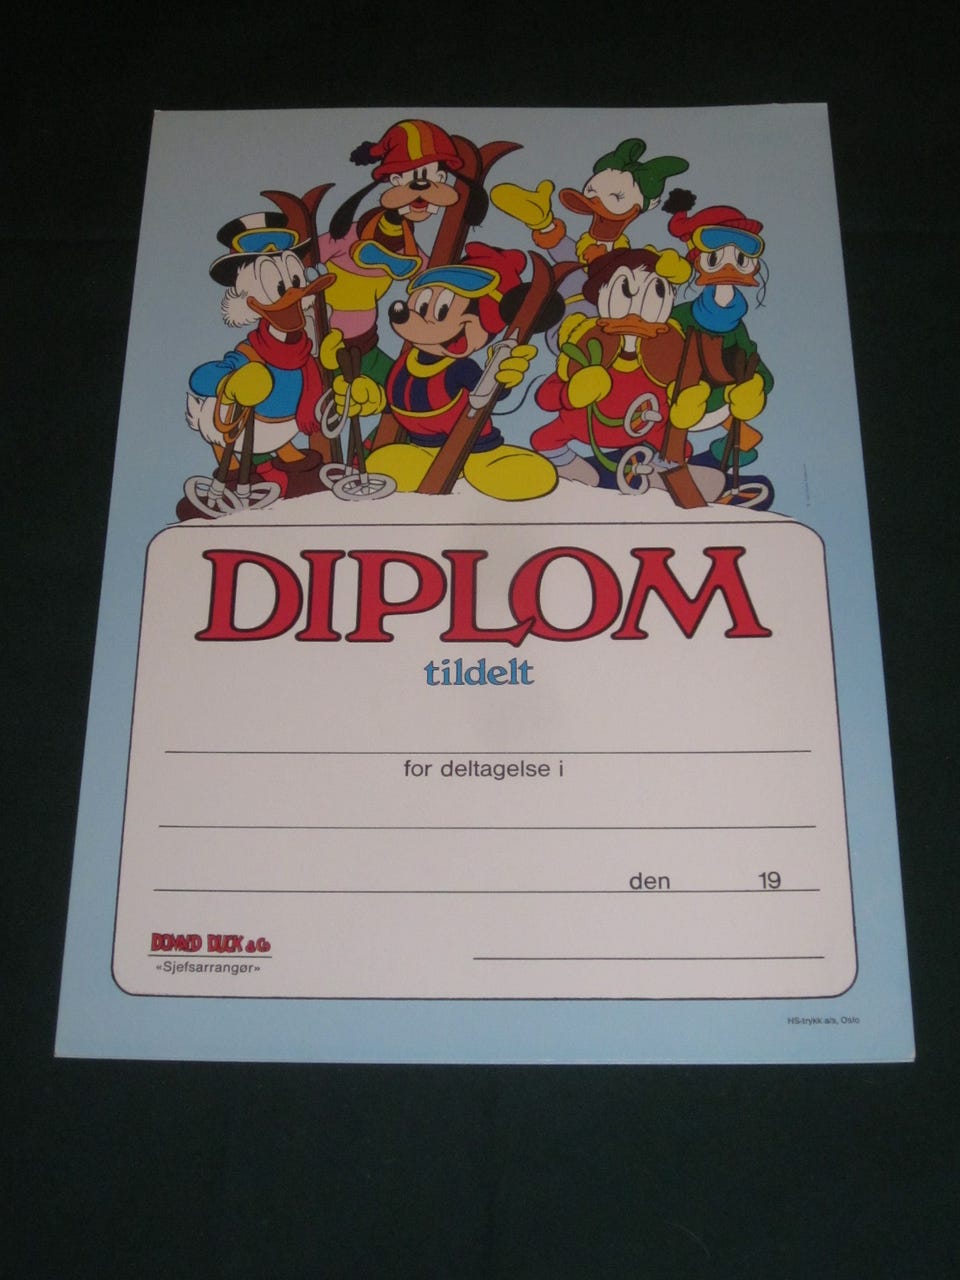 DIPLOM
tildelt
for deltagelse i
den 19
DONALD DUCK & Co
«Sjefsarrangør»
HS-trykk a/s, Oslo